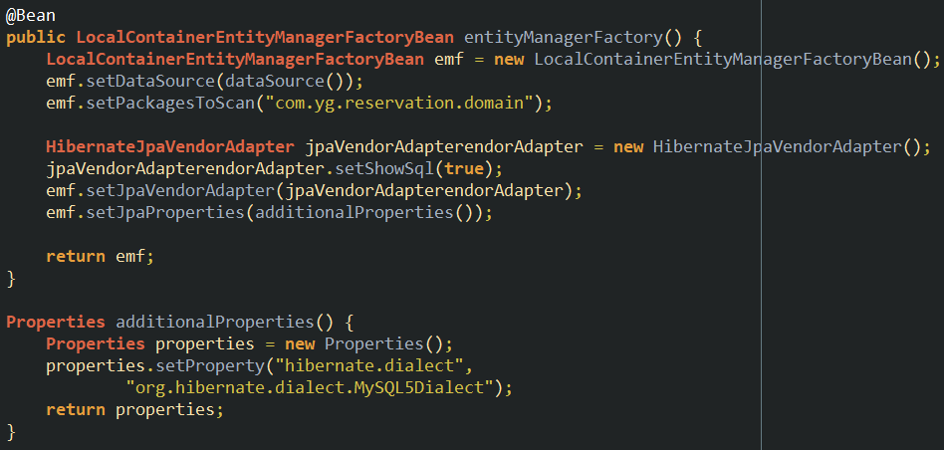 @Bean
public LocalContainerEntityManagerFactoryBean entityManagerFactory() {
    LocalContainerEntityManagerFactoryBean emf = new LocalContainerEntityManagerFactoryBean();
    emf.setDataSource(dataSource());
    emf.setPackagesToScan("com.yg.reservation.domain");

    HibernateJpaVendorAdapter jpaVendorAdapterendorAdapter = new HibernateJpaVendorAdapter();
    jpaVendorAdapterendorAdapter.setShowSql(true);
    emf.setJpaVendorAdapter(jpaVendorAdapterendorAdapter);
    emf.setJpaProperties(additionalProperties());

    return emf;
}

Properties additionalProperties() {
    Properties properties = new Properties();
    properties.setProperty("hibernate.dialect",
            "org.hibernate.dialect.MySQL5Dialect");
    return properties;
}